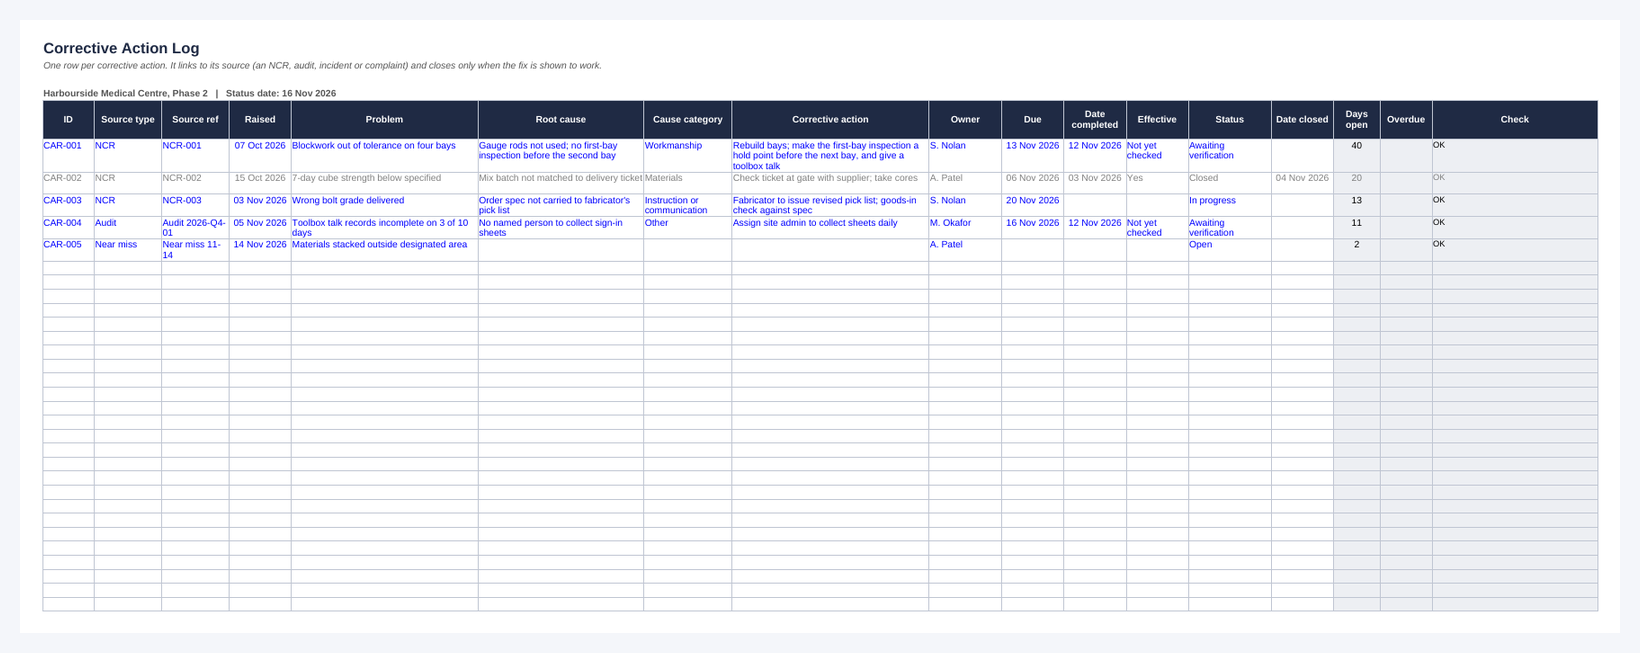 Corrective Action Log
One row per corrective action. It links to its source (an NCR, audit, incident or complaint) and closes only when the fix is shown to work.
Harbourside Medical Centre, Phase 2 | Status date: 16 Nov 2026
ID Source type Source ref Raised Problem Root cause Cause category Corrective action Owner Due Date completed Effective Status Date closed Days open Overdue Check
CAR-001 NCR NCR-001 07 Oct 2026 Blockwork out of tolerance on four bays Gauge rods not used; no first-bay inspection before the second bay Workmanship Rebuild bays; make the first-bay inspection a hold point before the next bay, and give a toolbox talk S. Nolan 13 Nov 2026 12 Nov 2026 Not yet checked Awaiting verification 40 OK
CAR-002 NCR NCR-002 15 Oct 2026 7-day cube strength below specified Mix batch not matched to delivery ticket Materials Check ticket at gate with supplier; take cores A. Patel 06 Nov 2026 03 Nov 2026 Yes Closed 04 Nov 2026 20 OK
CAR-003 NCR NCR-003 03 Nov 2026 Wrong bolt grade delivered Order spec not carried to fabricator's pick list Instruction or communication Fabricator to issue revised pick list; goods-in check against spec S. Nolan 20 Nov 2026 In progress 13 OK
CAR-004 Audit Audit 2026-Q4-01 05 Nov 2026 Toolbox talk records incomplete on 3 of 10 days No named person to collect sign-in sheets Other Assign site admin to collect sheets daily M. Okafor 16 Nov 2026 12 Nov 2026 Not yet checked Awaiting verification 11 OK
CAR-005 Near miss Near miss 11-14 14 Nov 2026 Materials stacked outside designated area A. Patel Open 2 OK